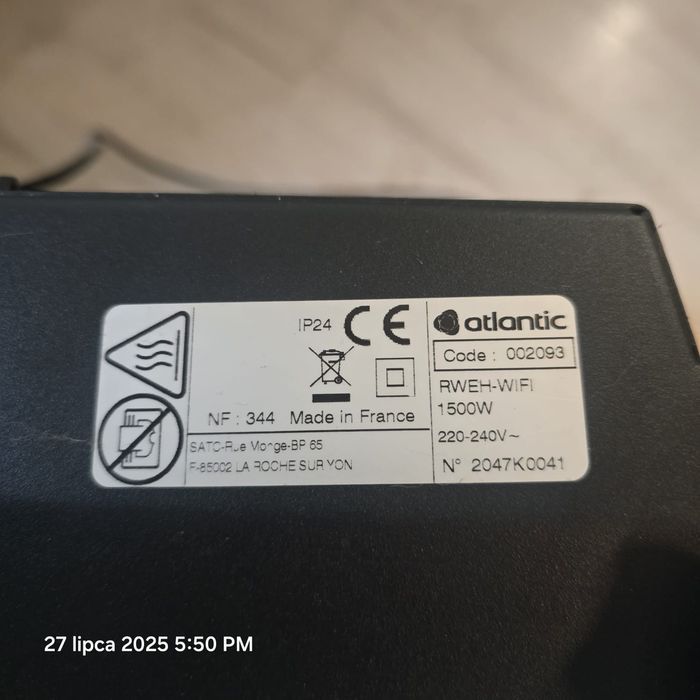 IP24 CE
NF : 344 Made in France
SATC-Rue Monge-BP 65
F-85002 LA ROCHE SUR YON
atlantic
Code : 002093
RWEH-WIFI
1500W
220-240V~
N° 2047K0041
27 lipca 2025 5:50 PM